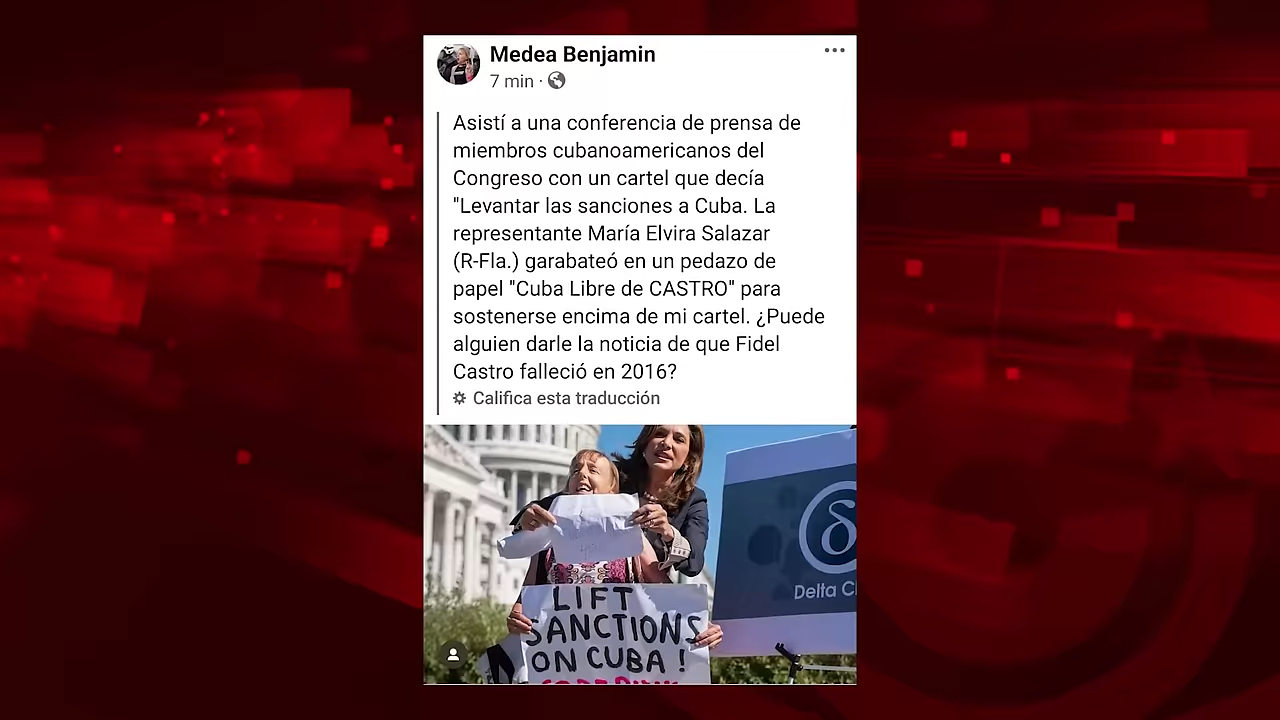 Medea Benjamin
7 min ·
Asistí a una conferencia de prensa de
miembros cubanoamericanos del
Congreso con un cartel que decía
"Levantar las sanciones a Cuba. La
representante María Elvira Salazar
(R-Fla.) garabateó en un pedazo de
papel "Cuba Libre de CASTRO" para
sostenerse encima de mi cartel. ¿Puede
alguien darle la noticia de que Fidel
Castro falleció en 2016?
Califica esta traducción
δ
Delta C
LIFT
SANCTIONS
ON CUBA!